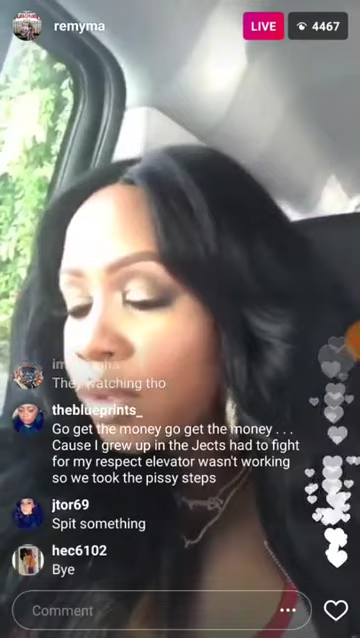 remyma
LIVE
4467
They watching tho
theblueprints_
Go get the money go get the money . . .
Cause I grew up in the Jects had to fight
for my respect elevator wasn't working
so we took the pissy steps
jtor69
Spit something
hec6102
Bye
Comment